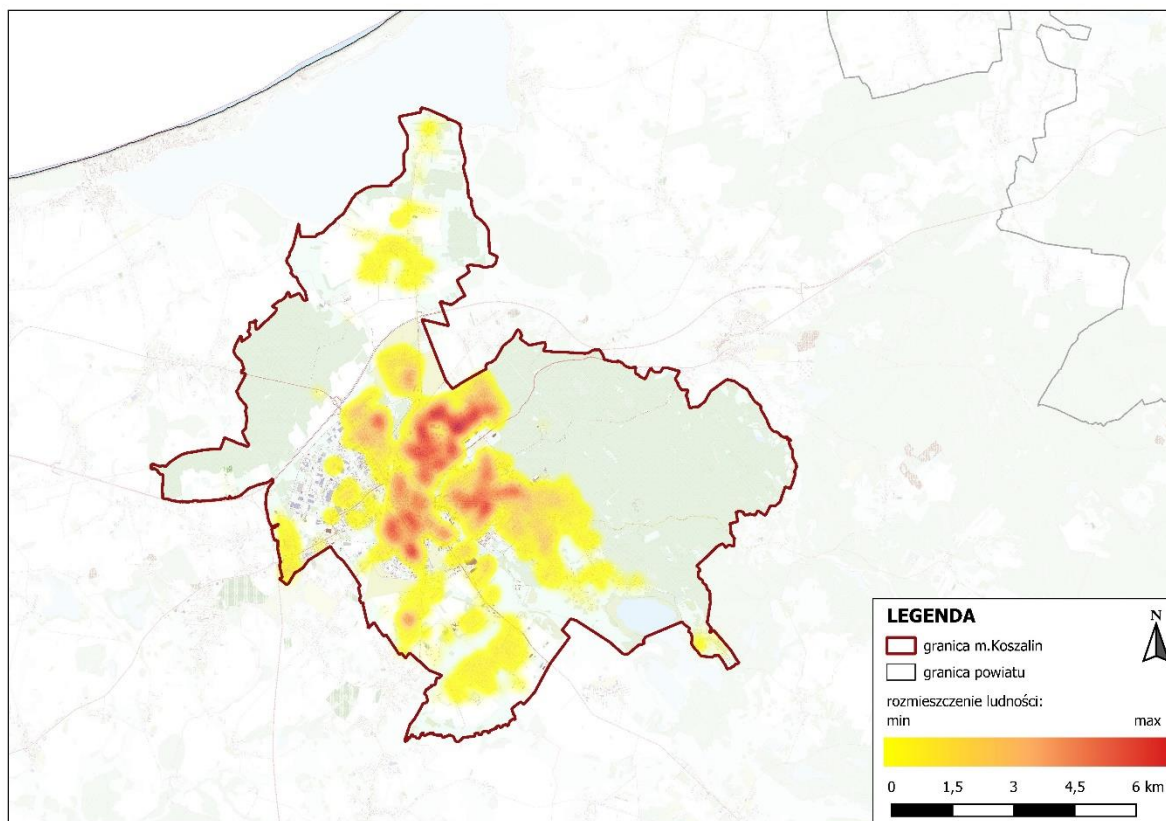 LEGENDA
N
granica m.Koszalin
granica powiatu
rozmieszczenie ludności:
min max
0 1,5 3 4,5 6 km